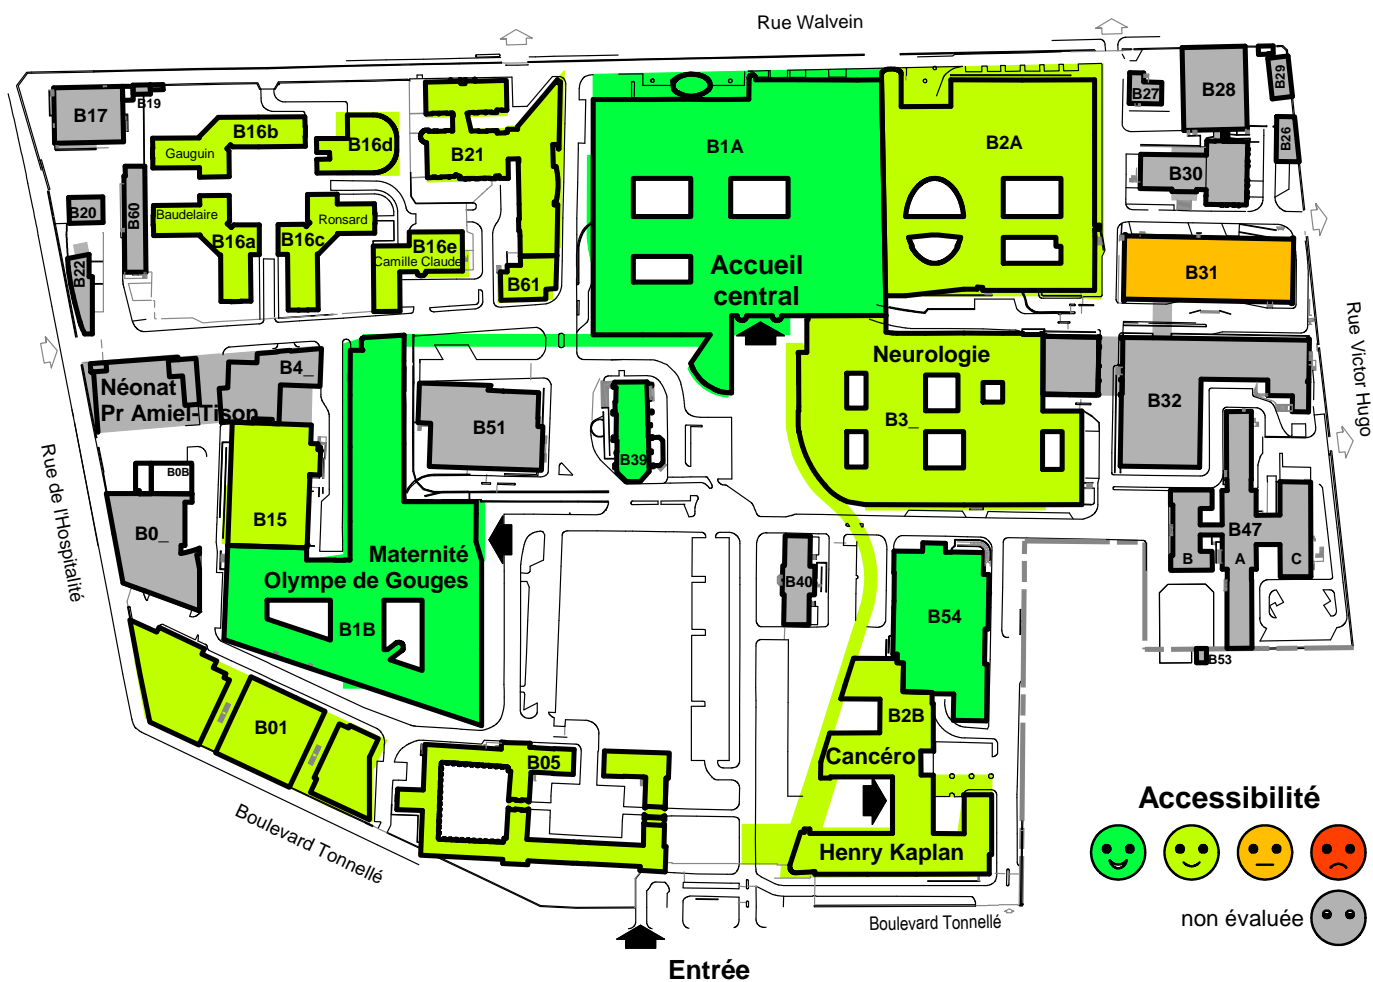 Rue Walvein
B17
B19
B16b
Gauguin
B16d
B21
B1A
B2A
B27
B28
B29
B26
B30
B20
B60
Baudelaire
B16a
Ronsard
B16c
B16e
Camille Claudel
B61
B22
Accueil
central
B31
Rue Victor Hugo
Néonat
Pr Amiel-Tison
B4_
B51
B39
Neurologie
B3_
B32
Rue de l'Hospitalité
B0B
B0_
B15
Maternité
Olympe de Gouges
B1B
B40
B54
B47
B
A
C
B53
B01
B05
B2B
Cancéro
Henry Kaplan
Boulevard Tonnellé
Boulevard Tonnellé
Entrée
Accessibilité
non évaluée